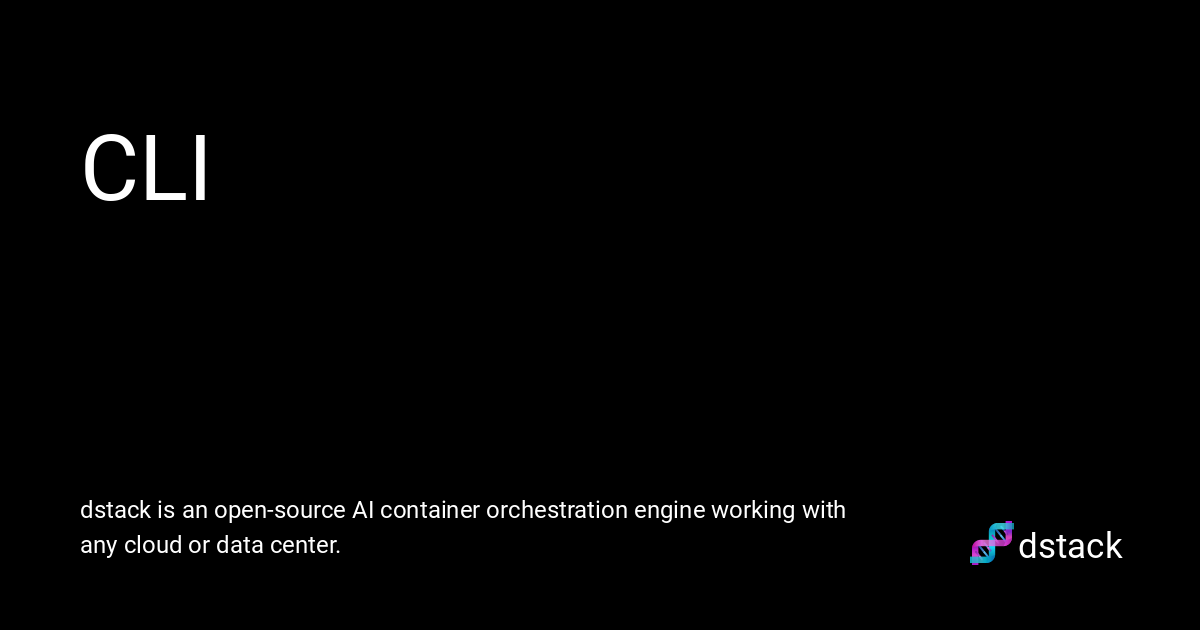 CLI
dstack is an open-source AI container orchestration engine working with
any cloud or data center.
dstack